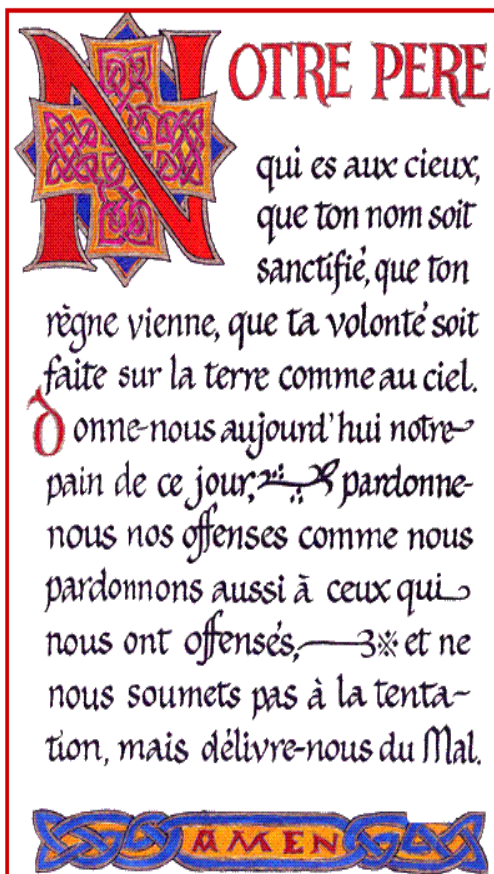 NOTRE PERE
qui es aux cieux,
que ton nom soit
sanctifié, que ton
règne vienne, que ta volonté soit
faite sur la terre comme au ciel.
Donne-nous aujourd'hui notre
pain de ce jour, pardonne-
nous nos offenses comme nous
pardonnons aussi à ceux qui
nous ont offensés, et ne
nous soumets pas à la tenta-
tion, mais délivre-nous du Mal.
AMEN